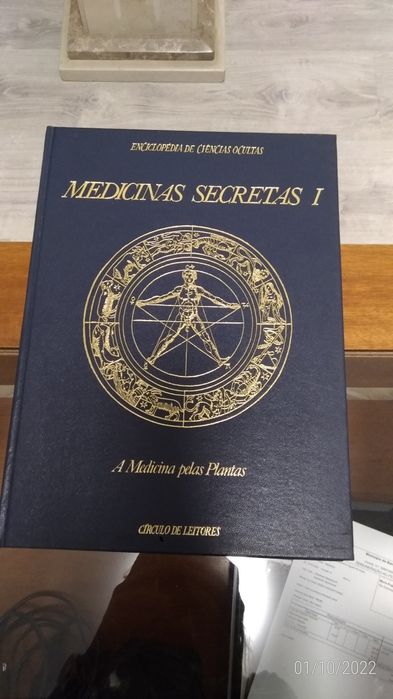 ENCICLOPÉDIA DE CIÊNCIAS OCULTAS
MEDICINAS SECRETAS I
A Medicina pelas Plantas
CÍRCULO DE LEITORES
01/10/2022